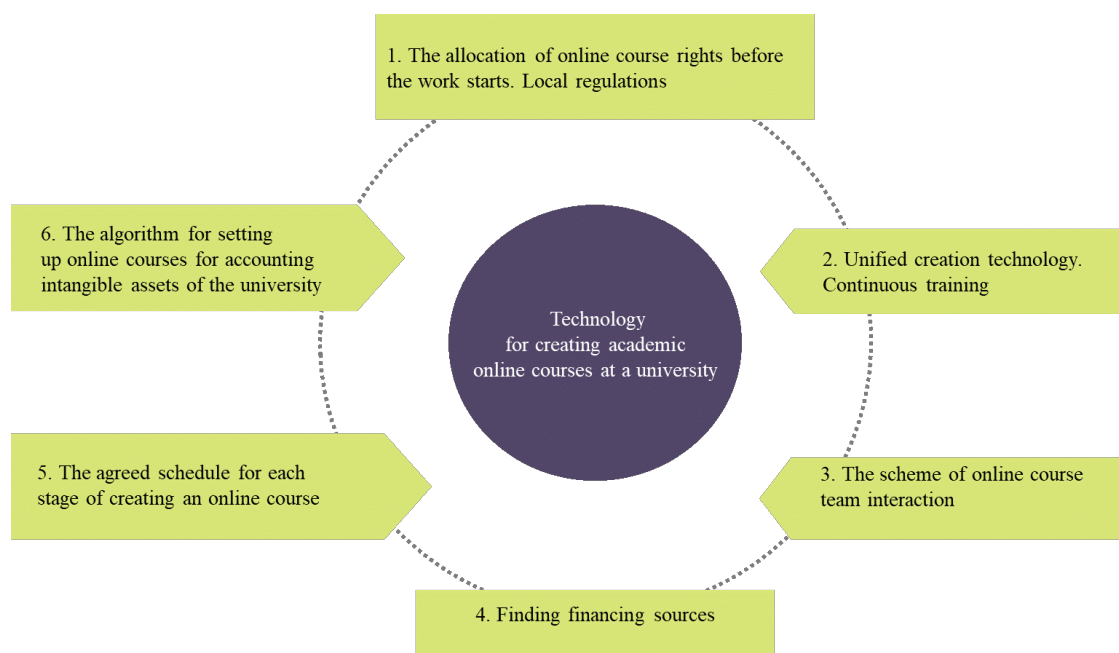 1. The allocation of online course rights before
the work starts. Local regulations
6. The algorithm for setting
up online courses for accounting
intangible assets of the university
2. Unified creation technology.
Continuous training
Technology
for creating academic
online courses at a university
5. The agreed schedule for each
stage of creating an online course
3. The scheme of online course
team interaction
4. Finding financing sources